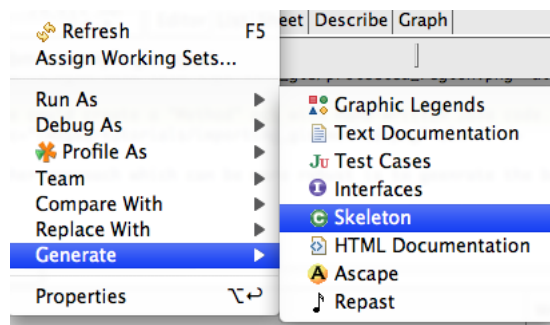 Refresh F5
Assign Working Sets...
Run As
Debug As
Profile As
Team
Compare With
Replace With
Generate
Properties ⌥↩
eet Describe Graph
Graphic Legends
Text Documentation
Ju Test Cases
I Interfaces
C Skeleton
HTML Documentation
A Ascape
Repast